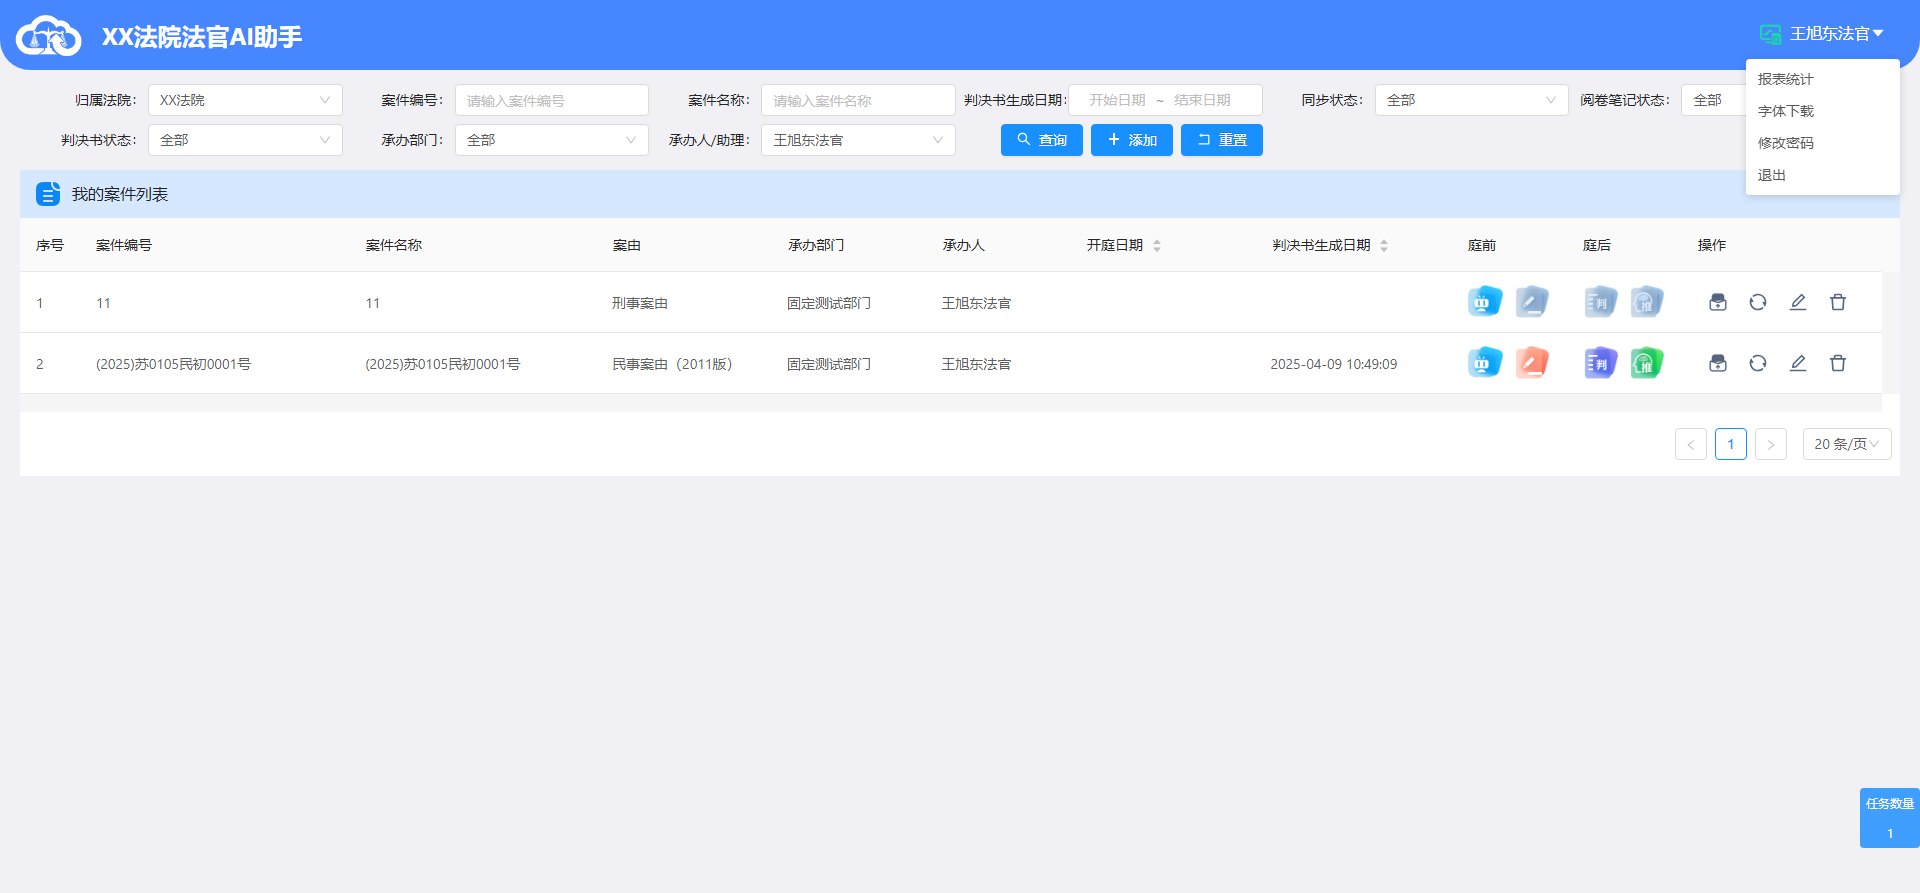 XX法院法官AI助手
王旭东法官
报表统计
字体下载
修改密码
退出
归属法院: XX法院 案件编号: 请输入案件编号 案件名称: 请输入案件名称 判决书生成日期: 开始日期 ~ 结束日期 同步状态: 全部 阅卷笔记状态: 全部
判决书状态: 全部 承办部门: 全部 承办人/助理: 王旭东法官 查询 添加 重置
我的案件列表
序号 案件编号 案件名称 案由 承办部门 承办人 开庭日期 判决书生成日期 庭前 庭后 操作
1 11 11 刑事案由 固定测试部门 王旭东法官 判 推
2 (2025)苏0105民初0001号 (2025)苏0105民初0001号 民事案由（2011版） 固定测试部门 王旭东法官 2025-04-09 10:49:09 判 推
< 1 > 20 条/页
任务数量
1